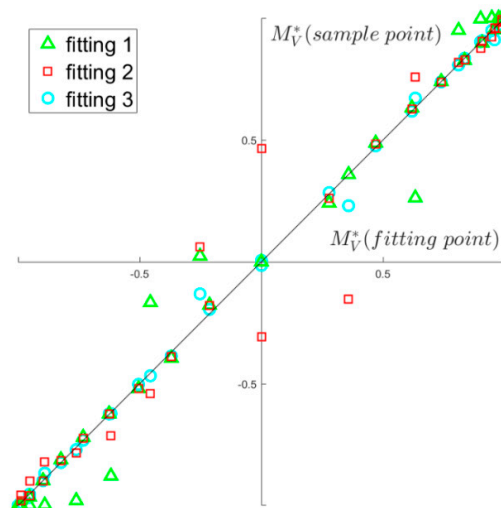 M*V(sample point)
fitting 1
fitting 2
fitting 3
0.5
M*V(fitting point)
-0.5
0.5
-0.5